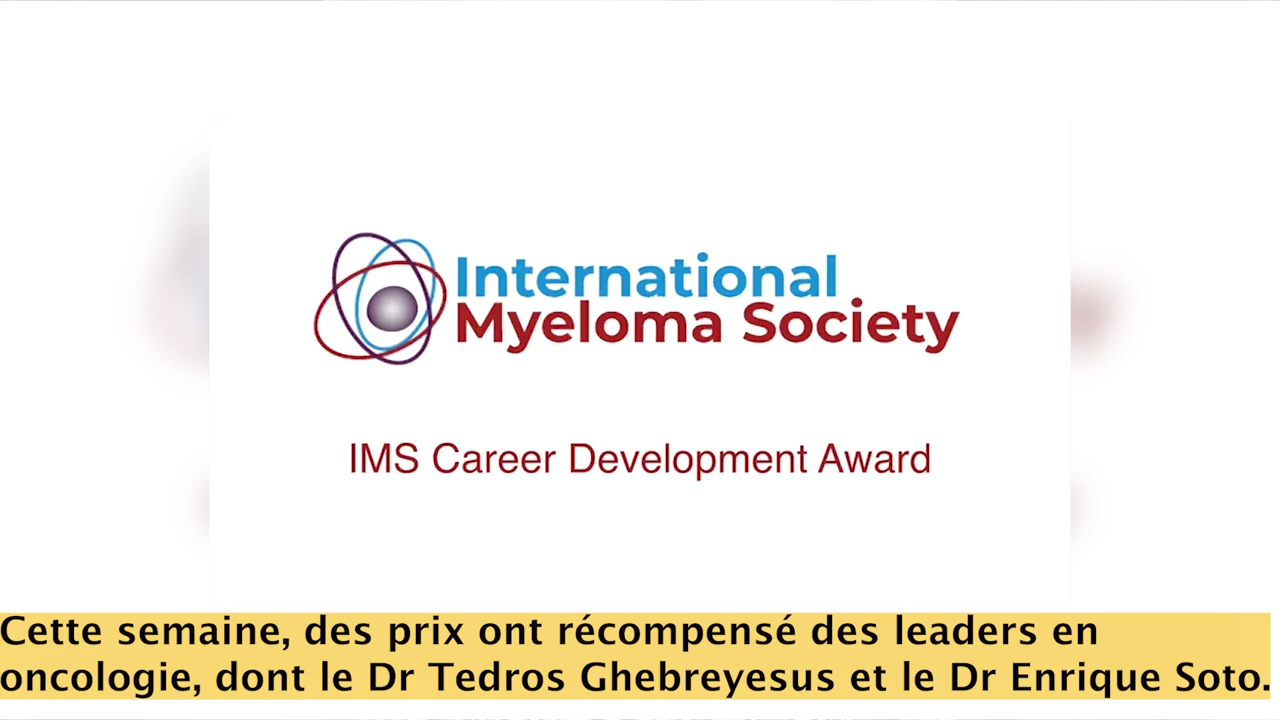 International
Myeloma Society
IMS Career Development Award
Cette semaine, des prix ont récompensé des leaders en
oncologie, dont le Dr Tedros Ghebreyesus et le Dr Enrique Soto.